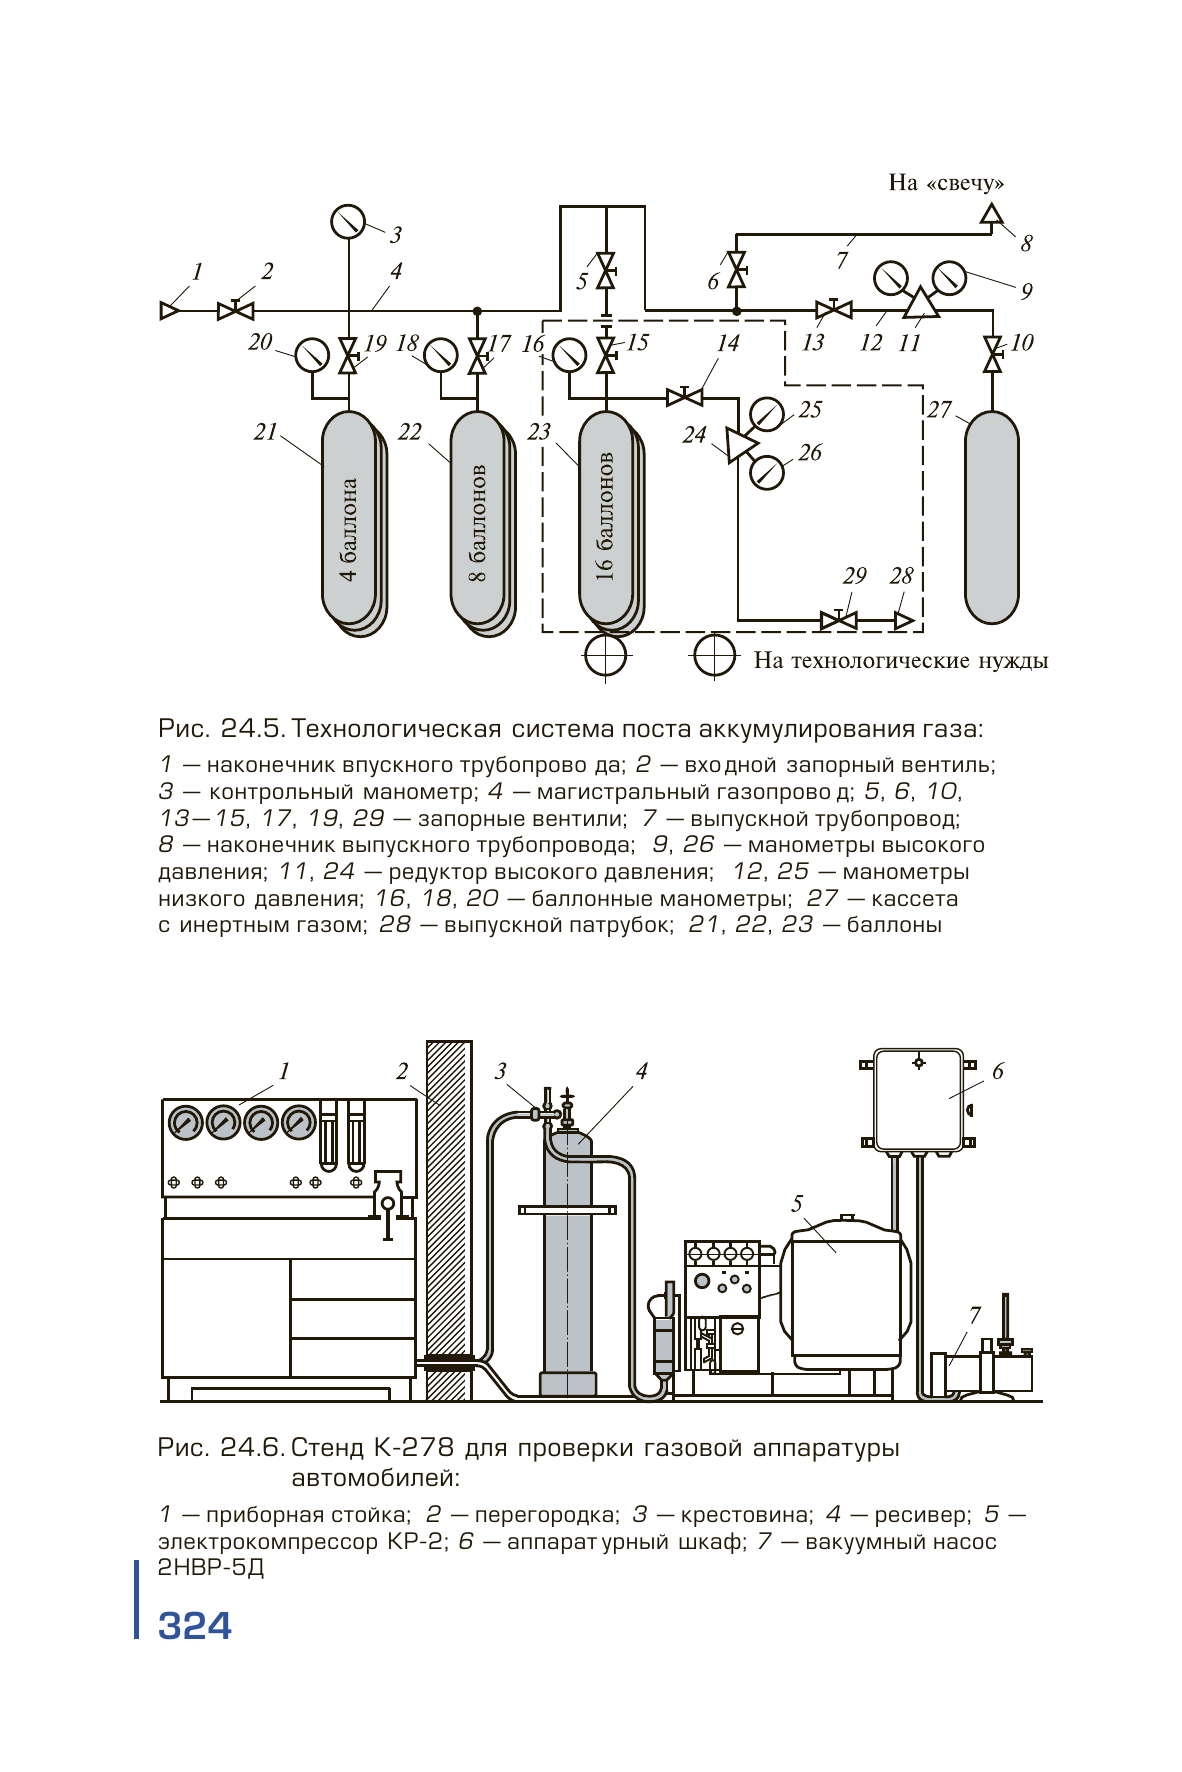 На «свечу»
3
8
1
2
4
5
6
7
9
20
19
18
17
16
15
14
13
12
11
10
21
22
23
24
25
26
27
4 баллона
8 баллонов
16 баллонов
29
28
На технологические нужды
Рис. 24.5. Технологическая система поста аккумулирования газа:
1 — наконечник впускного трубопрово да; 2 — входной запорный вентиль;
3 — контрольный манометр; 4 — магистральный газопрово д; 5, 6, 10,
13—15, 17, 19, 29 — запорные вентили; 7 — выпускной трубопровод;
8 — наконечник выпускного трубопровода; 9, 26 — манометры высокого
давления; 11, 24 — редуктор высокого давления; 12, 25 — манометры
низкого давления; 16, 18, 20 — баллонные манометры; 27 — кассета
с инертным газом; 28 — выпускной патрубок; 21, 22, 23 — баллоны
1
2
3
4
6
5
7
Рис. 24.6. Стенд К-278 для проверки газовой аппаратуры
автомобилей:
1 — приборная стойка; 2 — перегородка; 3 — крестовина; 4 — ресивер; 5 —
электрокомпрессор КР-2; 6 — аппарат урный шкаф; 7 — вакуумный насос
2НВР-5Д
324